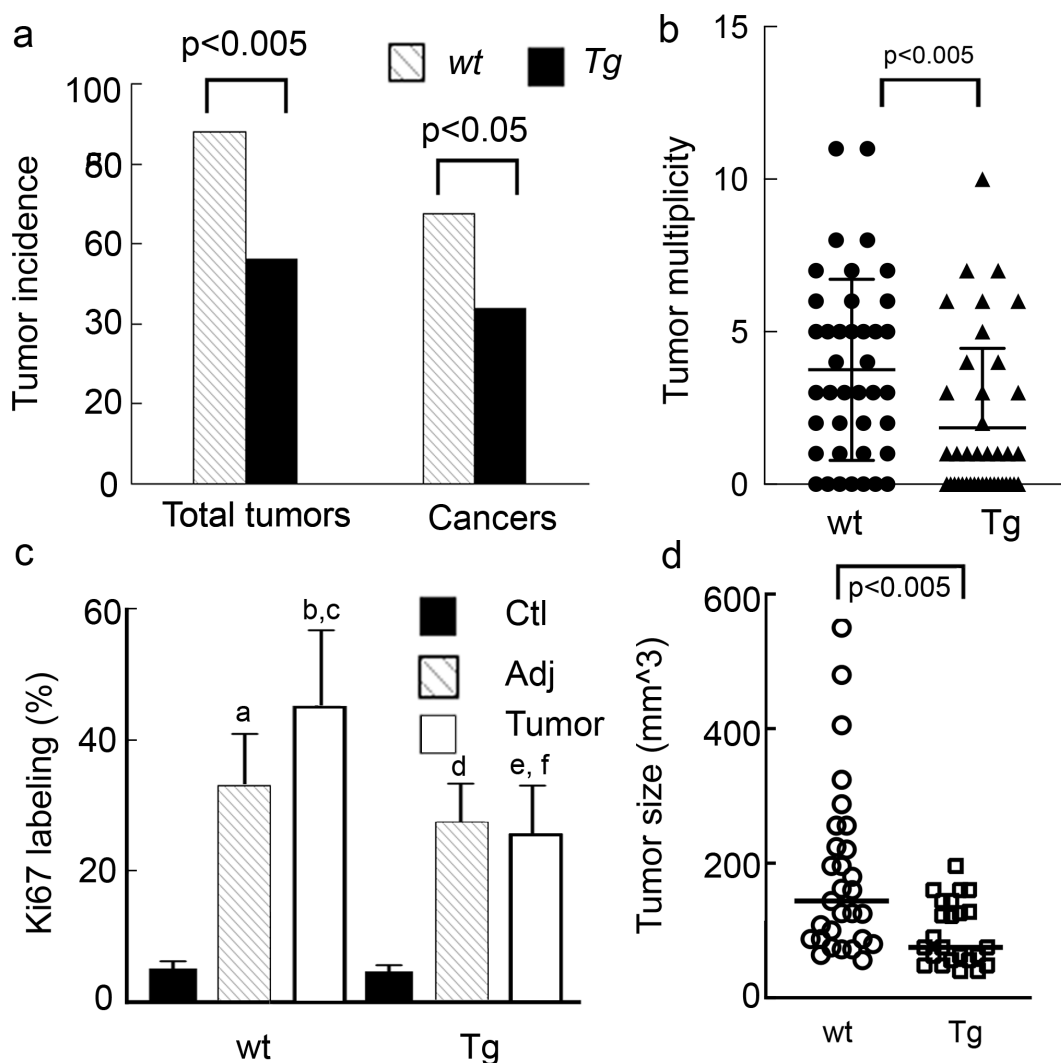 a
p<0.005
wt
Tg
p<0.05
100
80
60
30
20
0
Tumor incidence
Total tumors
Cancers
b
p<0.005
15
10
5
0
Tumor multiplicity
wt
Tg
c
60
40
20
0
Ki67 labeling (%)
a
b,c
d
e, f
Ctl
Adj
Tumor
wt
Tg
d
p<0.005
600
400
200
0
Tumor size (mm^3)
wt
Tg